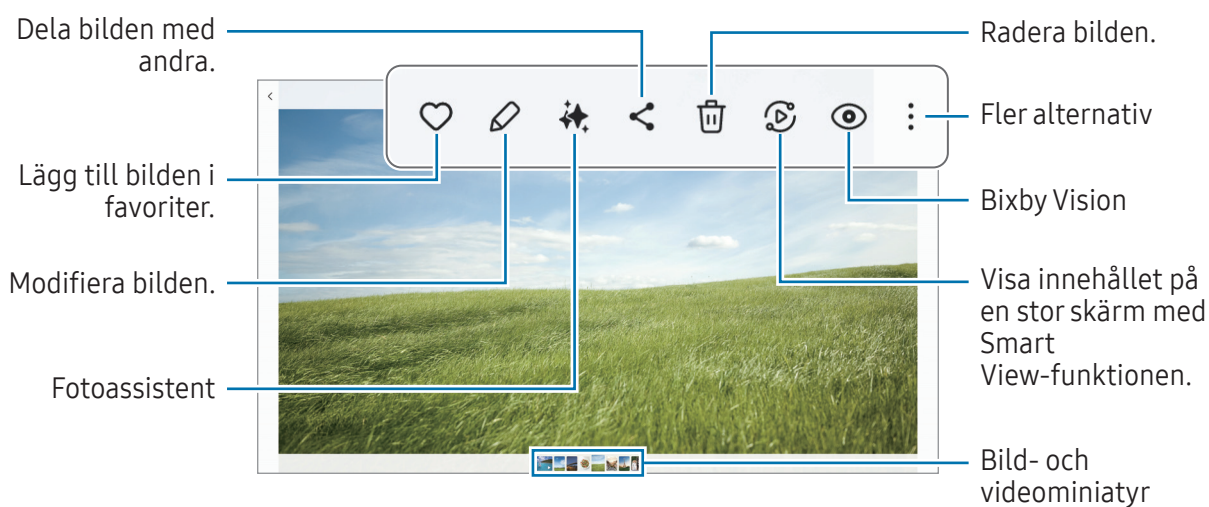 Dela bilden med
andra.
Lägg till bilden i
favoriter.
Modifiera bilden.
Fotoassistent
Radera bilden.
Fler alternativ
Bixby Vision
Visa innehållet på
en stor skärm med
Smart
View-funktionen.
Bild- och
videominiatyr